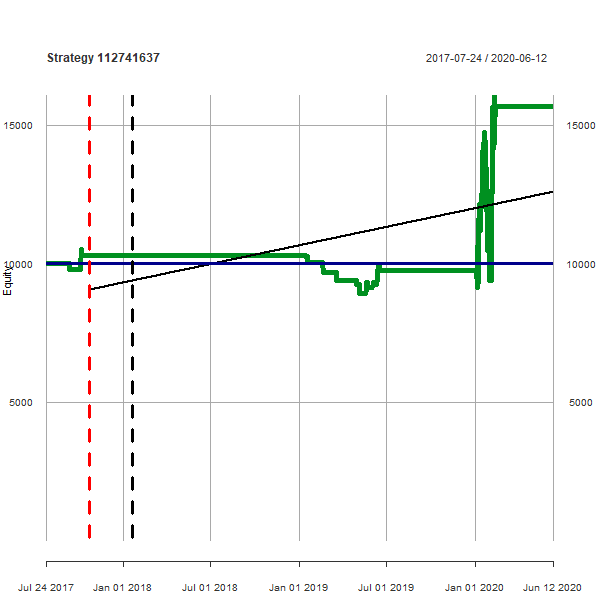 Strategy 112741637
2017-07-24 / 2020-06-12
15000 15000
10000 10000
5000 5000
Equity
Jul 24 2017 Jan 01 2018 Jul 01 2018 Jan 01 2019 Jul 01 2019 Jan 01 2020 Jun 12 2020